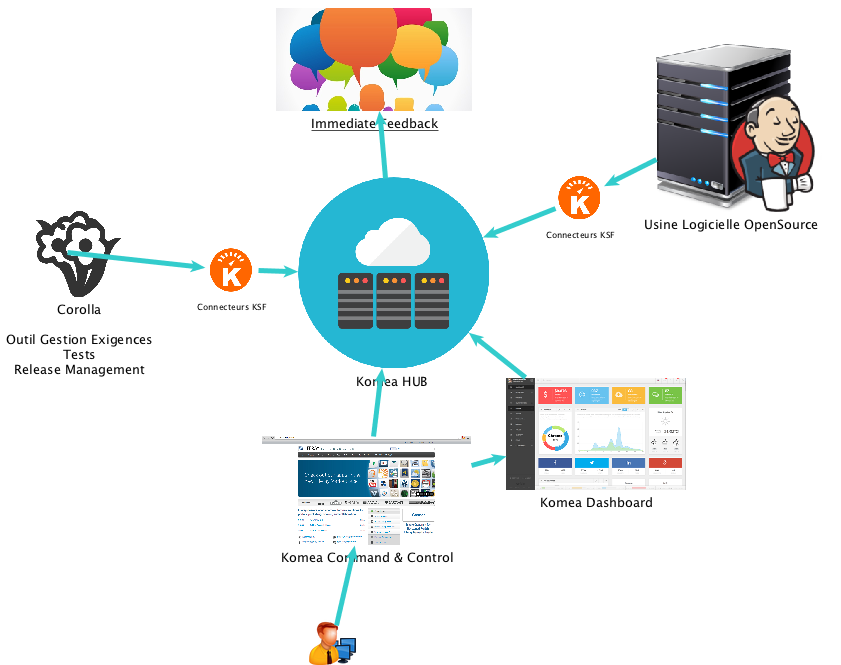 Immediate Feedback
Usine Logicielle OpenSource
K
Connecteurs KSF
K
Connecteurs KSF
Corolla
Outil Gestion Exigences
Tests
Release Management
Komea HUB
Komea Dashboard
Komea Command & Control